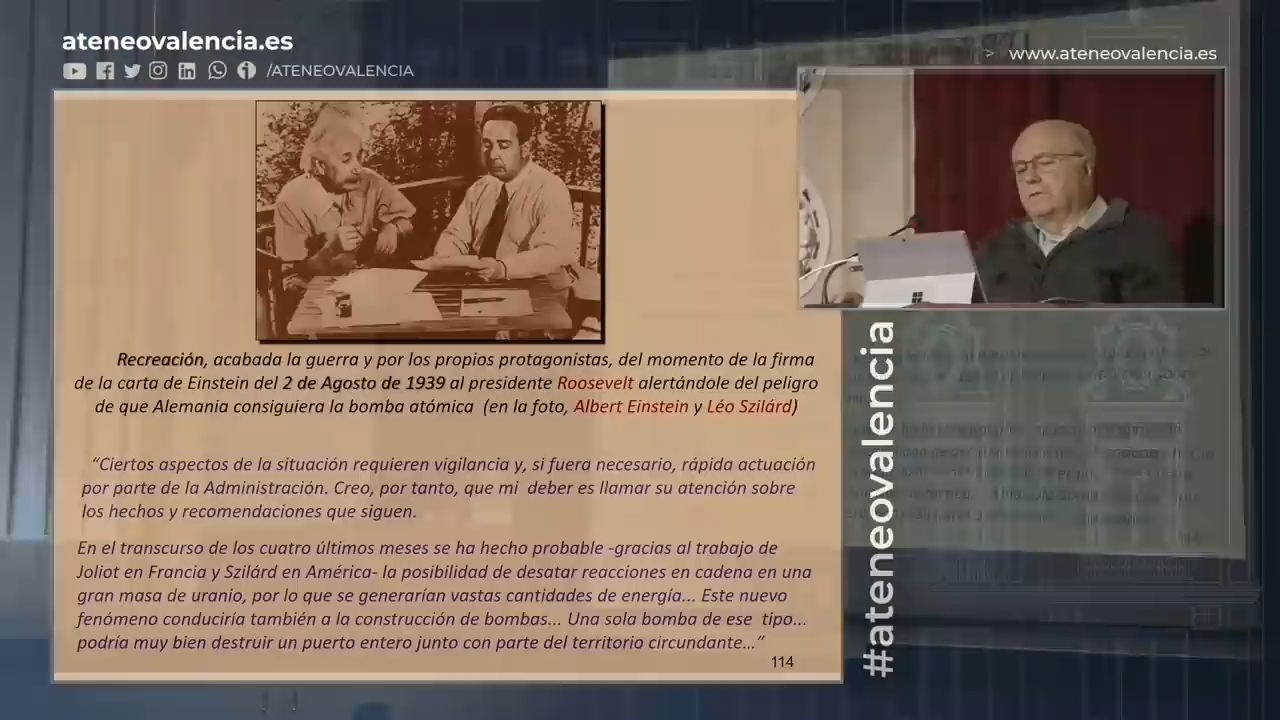 ateneovalencia.es
/ATENEOVALENCIA
> www.ateneovalencia.es
Recreación, acabada la guerra y por los propios protagonistas, del momento de la firma
de la carta de Einstein del 2 de Agosto de 1939 al presidente Roosevelt alertándole del peligro
de que Alemania consiguiera la bomba atómica (en la foto, Albert Einstein y Léo Szilárd)
“Ciertos aspectos de la situación requieren vigilancia y, si fuera necesario, rápida actuación
por parte de la Administración. Creo, por tanto, que mi deber es llamar su atención sobre
los hechos y recomendaciones que siguen.
En el transcurso de los cuatro últimos meses se ha hecho probable -gracias al trabajo de
Joliot en Francia y Szilárd en América- la posibilidad de desatar reacciones en cadena en una
gran masa de uranio, por lo que se generarían vastas cantidades de energía... Este nuevo
fenómeno conduciría también a la construcción de bombas... Una sola bomba de ese tipo...
podría muy bien destruir un puerto entero junto con parte del territorio circundante…”
114
#ateneovalencia